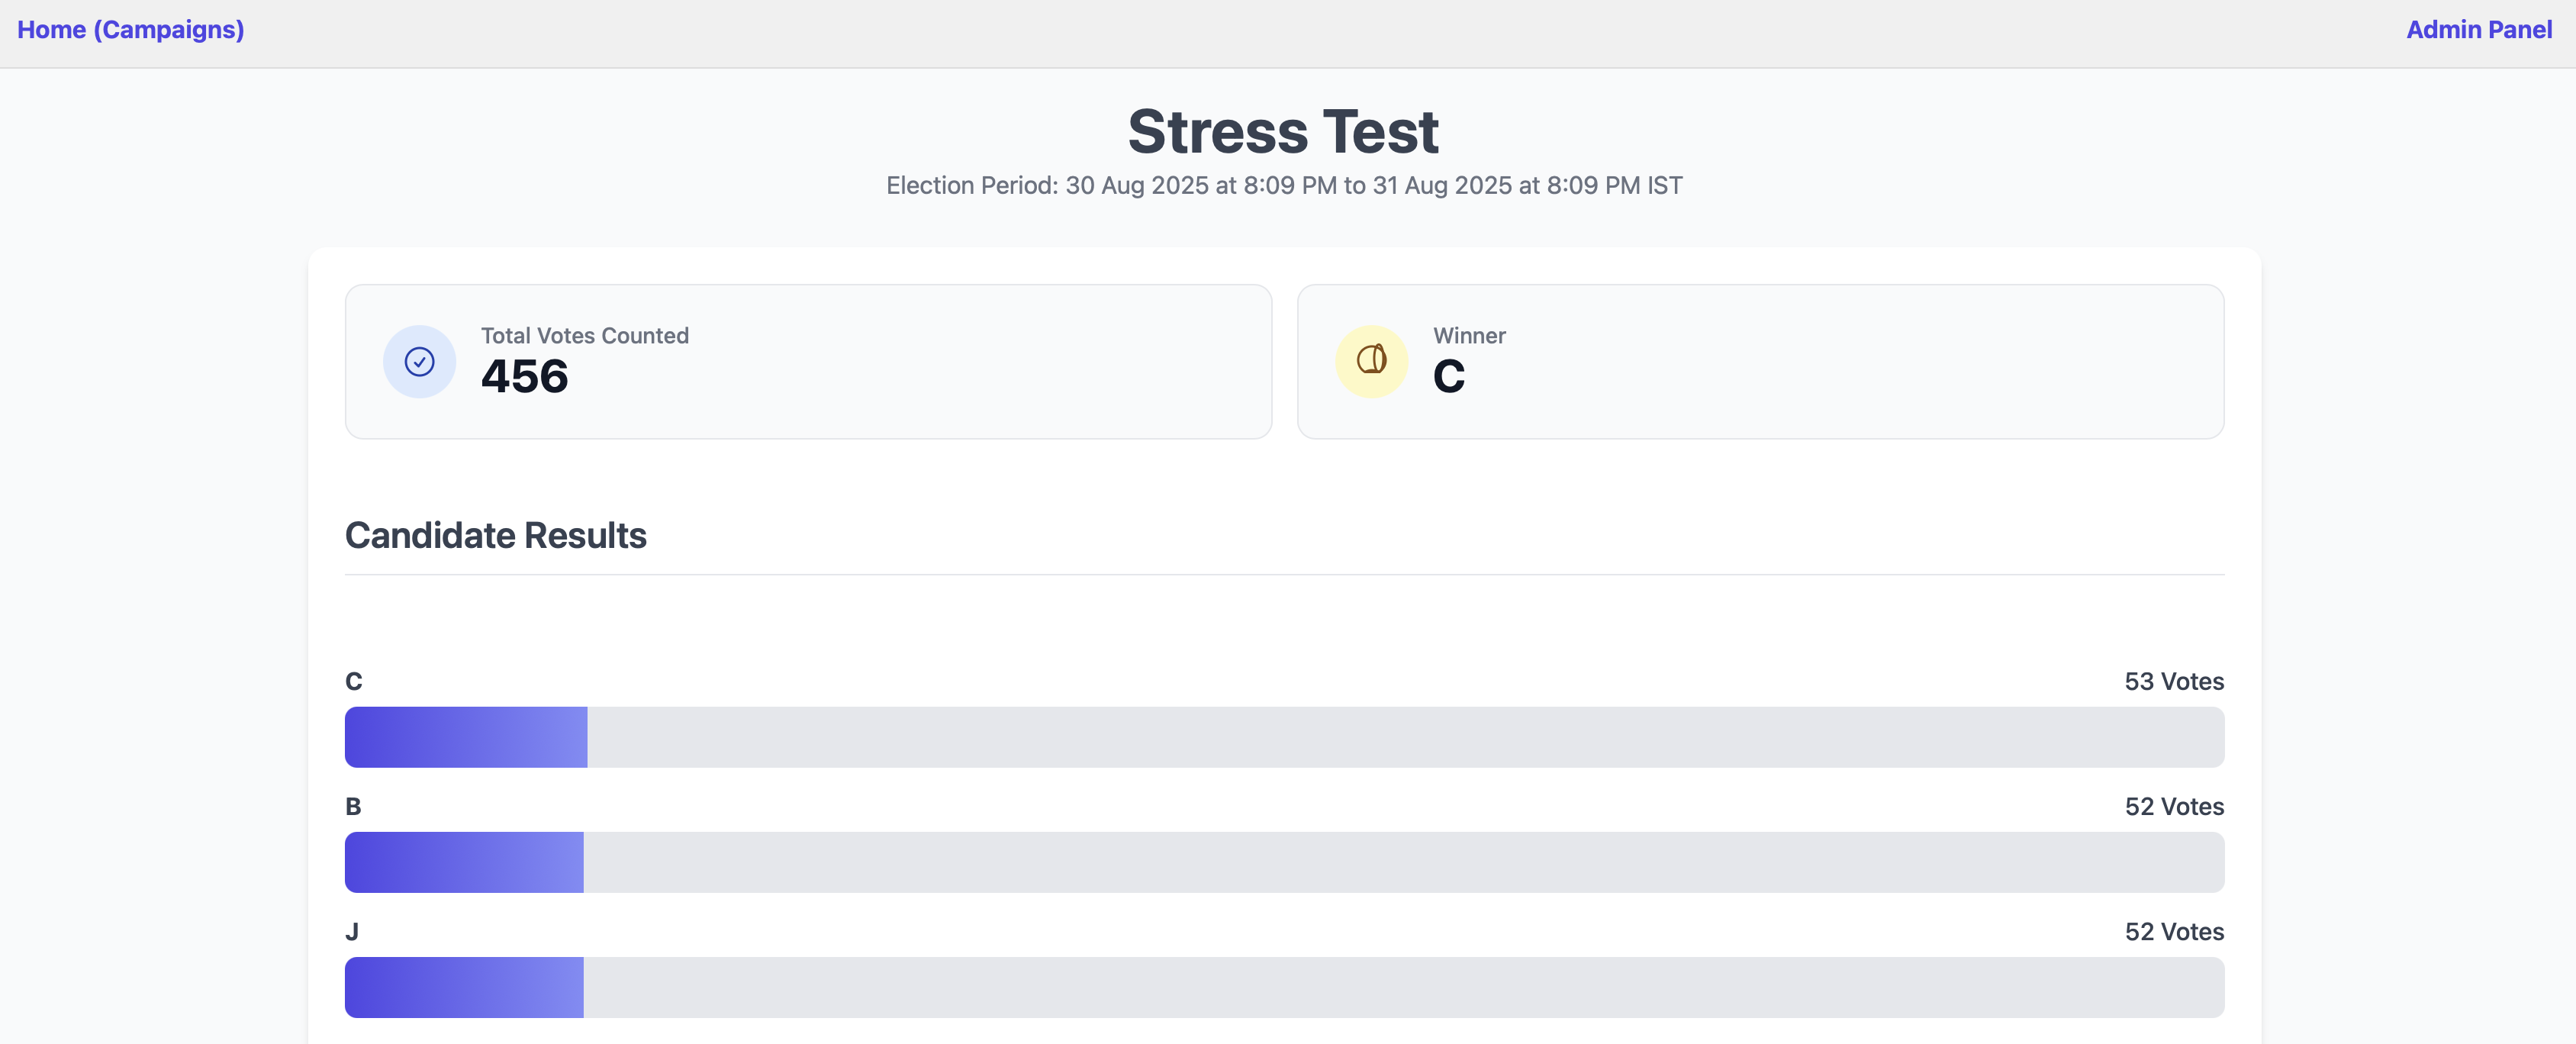 Home (Campaigns)
Admin Panel
Stress Test
Election Period: 30 Aug 2025 at 8:09 PM to 31 Aug 2025 at 8:09 PM IST
Total Votes Counted
456
Winner
C
Candidate Results
C 53 Votes
B 52 Votes
J 52 Votes